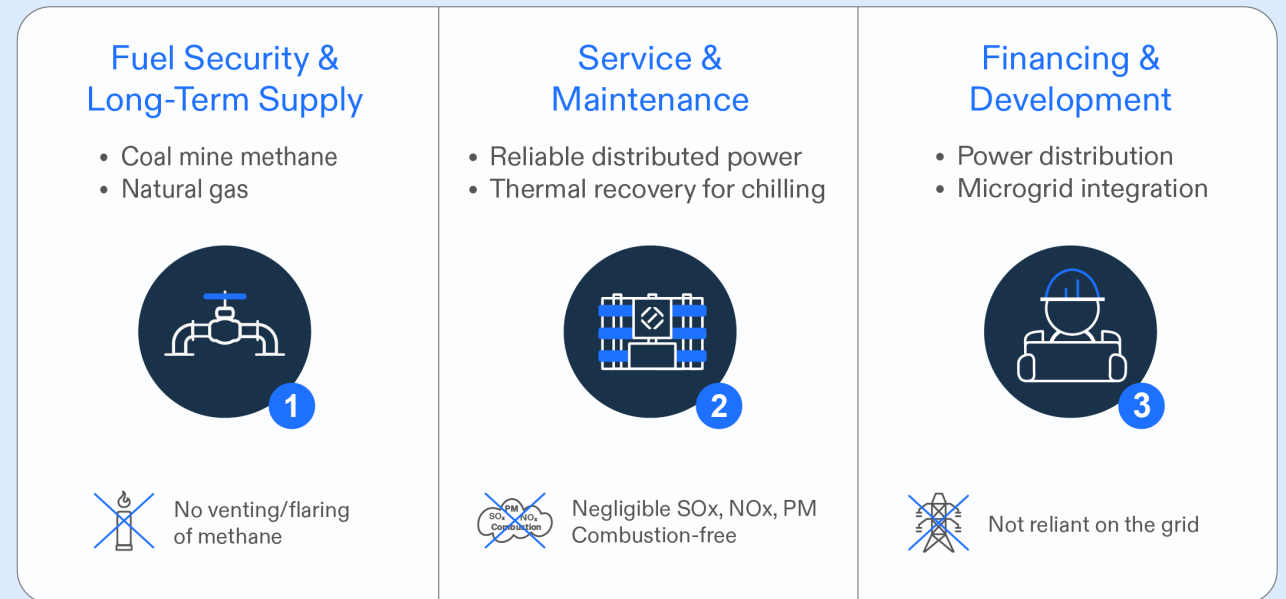 Fuel Security &
Long-Term Supply
• Coal mine methane
• Natural gas
1
No venting/flaring
of methane
Service &
Maintenance
• Reliable distributed power
• Thermal recovery for chilling
2
PM
SOx NOx
Combustion
Negligible SOx, NOx, PM
Combustion-free
Financing &
Development
• Power distribution
• Microgrid integration
3
Not reliant on the grid